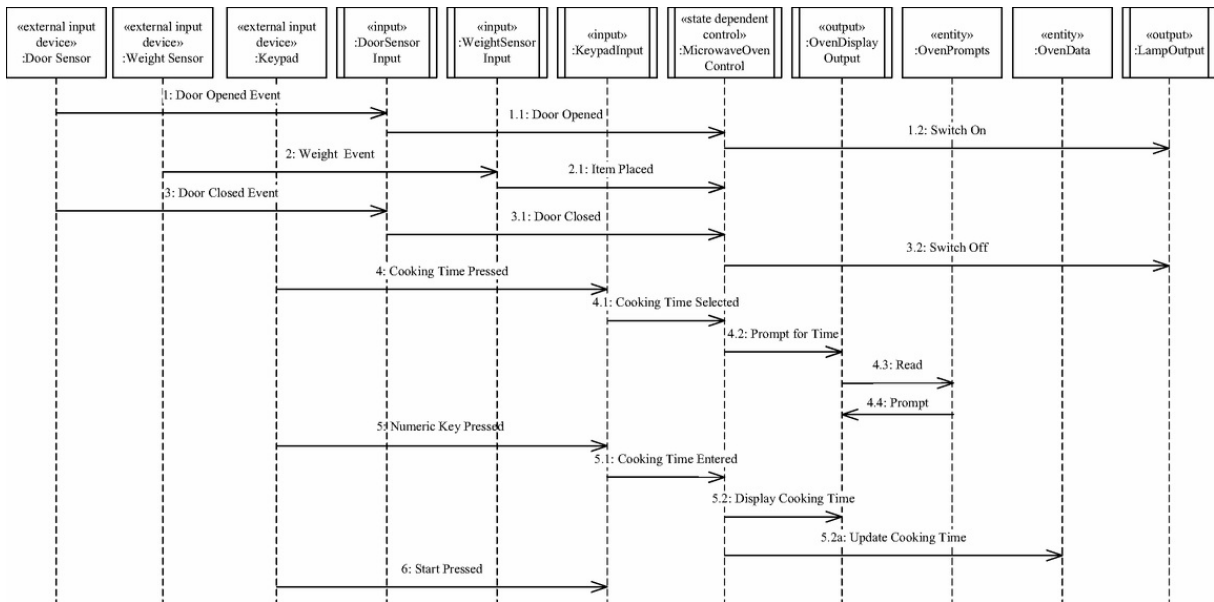 «external input
device»
:Door Sensor
«external input
device»
:Weight Sensor
«external input
device»
:Keypad
«input»
:DoorSensor
Input
«input»
:WeightSensor
Input
«input»
:KeypadInput
«state dependent
control»
:MicrowaveOven
Control
«output»
:OvenDisplay
Output
«entity»
:OvenPrompts
«entity»
:OvenData
«output»
:LampOutput
1: Door Opened Event
1.1: Door Opened
1.2: Switch On
2: Weight Event
2.1: Item Placed
3: Door Closed Event
3.1: Door Closed
3.2: Switch Off
4: Cooking Time Pressed
4.1: Cooking Time Selected
4.2: Prompt for Time
4.3: Read
4.4: Prompt
5: Numeric Key Pressed
5.1: Cooking Time Entered
5.2: Display Cooking Time
5.2a: Update Cooking Time
6: Start Pressed